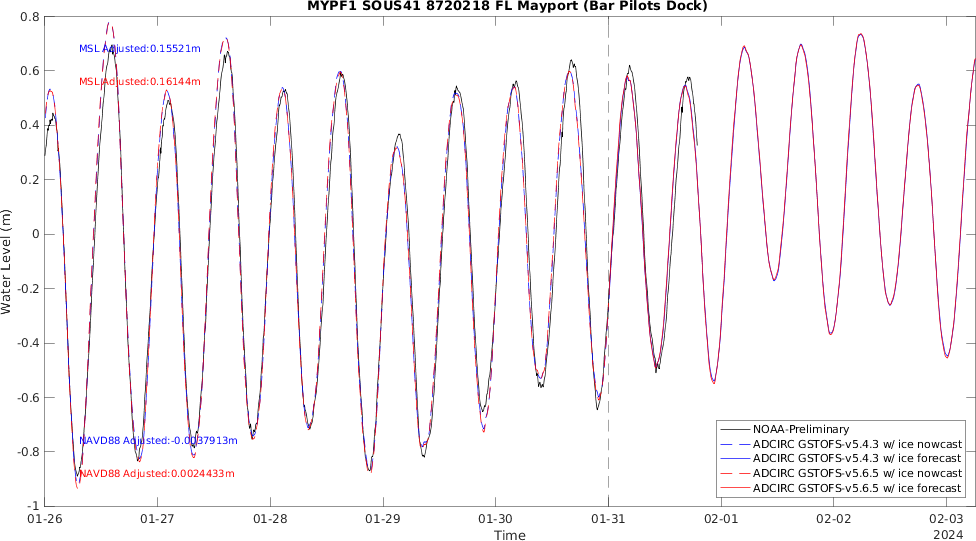 MYPF1 SOUS41 8720218 FL Mayport (Bar Pilots Dock)
0.8
0.6
0.4
0.2
0
-0.2
-0.4
-0.6
-0.8
-1
Water Level (m)
MSL Adjusted:0.15521m
MSL Adjusted:0.16144m
NAVD88 Adjusted:-0.0037913m
NAVD88 Adjusted:0.0024433m
NOAA-Preliminary
ADCIRC GSTOFS-v5.4.3 w/ ice nowcast
ADCIRC GSTOFS-v5.4.3 w/ ice forecast
ADCIRC GSTOFS-v5.6.5 w/ ice nowcast
ADCIRC GSTOFS-v5.6.5 w/ ice forecast
01-26 01-27 01-28 01-29 01-30 01-31 02-01 02-02 02-03
Time
2024